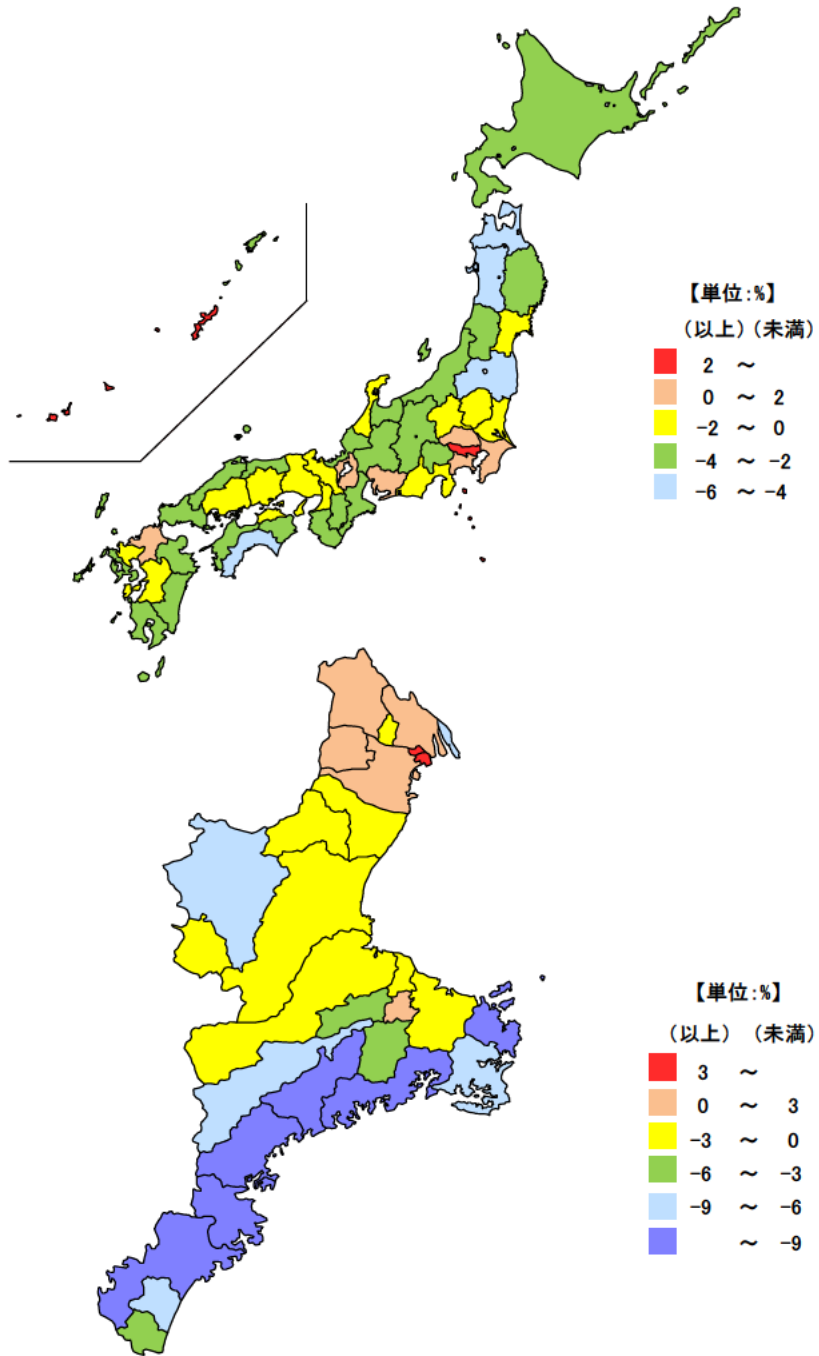 【単位:%】
（以上）（未満）
2 ～
0 ～ 2
-2 ～ 0
-4 ～ -2
-6 ～ -4
【単位:%】
（以上）（未満）
3 ～
0 ～ 3
-3 ～ 0
-6 ～ -3
-9 ～ -6
～ -9